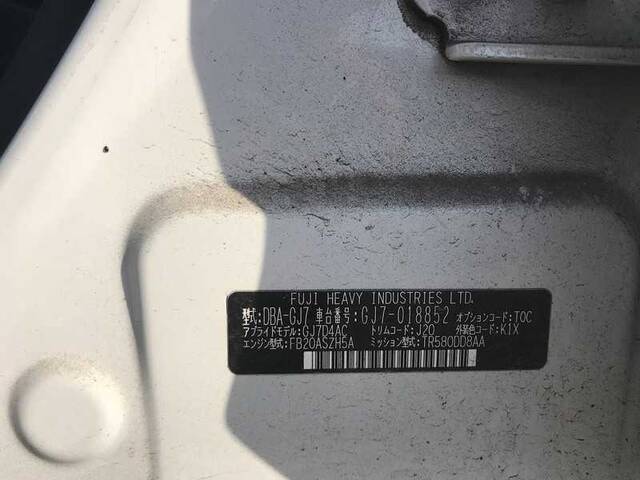 FUJI HEAVY INDUSTRIES LTD.
型式:DBA-GJ7 車台番号:GJ7-018852 オプションコード:TOC
アプライドモデル:GJ7D4AC トリムコード:J20 外装色コード:K1X
エンジン型式:FB20ASZH5A ミッション型式:TR580DD8AA